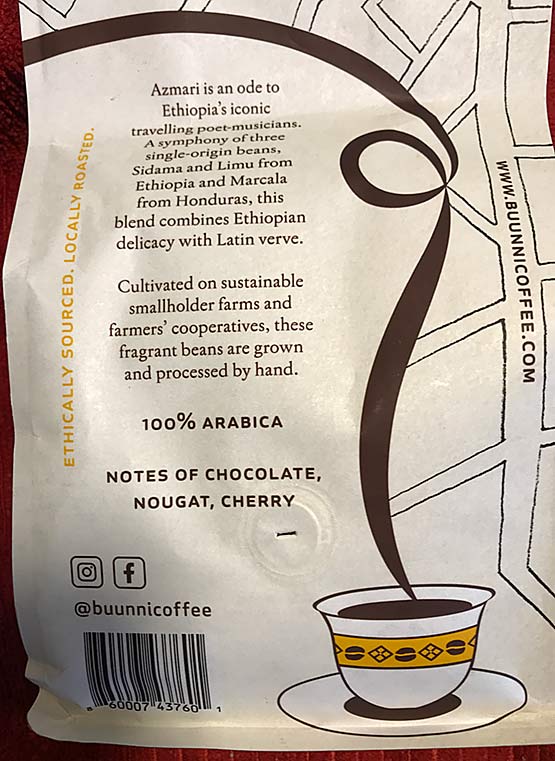 Azmari is an ode to
Ethiopia's iconic
travelling poet-musicians.
A symphony of three
single-origin beans,
Sidama and Limu from
Ethiopia and Marcala
from Honduras, this
blend combines Ethiopian
delicacy with Latin verve.
Cultivated on sustainable
smallholder farms and
farmers' cooperatives, these
fragrant beans are grown
and processed by hand.
100% ARABICA
NOTES OF CHOCOLATE,
NOUGAT, CHERRY
@buunnicoffee
8 60007 43760 1
ETHICALLY SOURCED. LOCALLY ROASTED.
WWW.BUUNNICOFFEE.COM